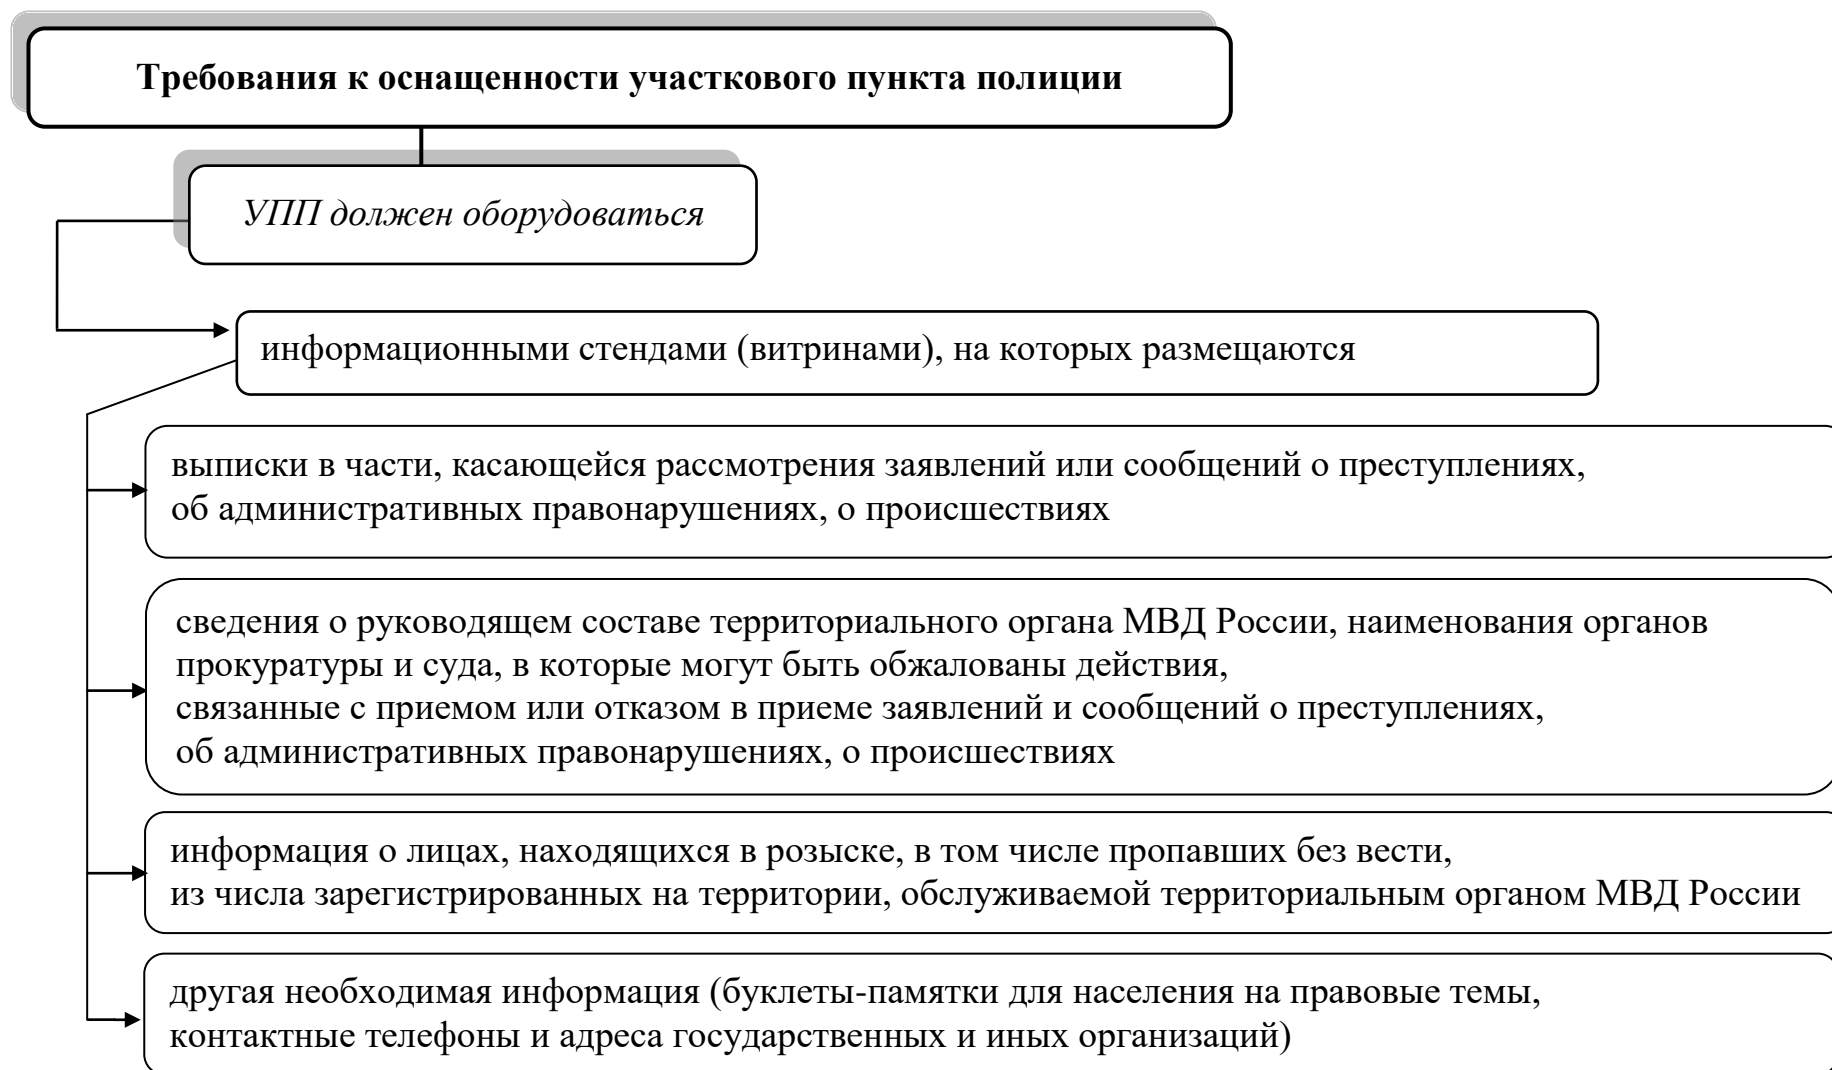 Требования к оснащенности участкового пункта полиции
УПП должен оборудоваться
информационными стендами (витринами), на которых размещаются
выписки в части, касающейся рассмотрения заявлений или сообщений о преступлениях,
об административных правонарушениях, о происшествиях
сведения о руководящем составе территориального органа МВД России, наименования органов
прокуратуры и суда, в которые могут быть обжалованы действия,
связанные с приемом или отказом в приеме заявлений и сообщений о преступлениях,
об административных правонарушениях, о происшествиях
информация о лицах, находящихся в розыске, в том числе пропавших без вести,
из числа зарегистрированных на территории, обслуживаемой территориальным органом МВД России
другая необходимая информация (буклеты-памятки для населения на правовые темы,
контактные телефоны и адреса государственных и иных организаций)